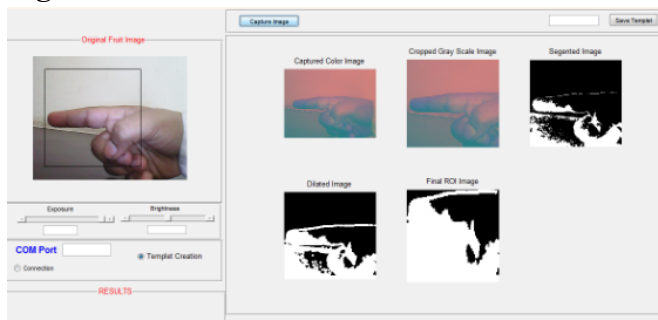 Capture Image
Save Templet
Original Fruit Image
Captured Color Image
Cropped Gray Scale Image
Segented Image
Dilated Image
Final ROI Image
Exposure
Brightness
COM Port
Templet Creation
Connection
RESULTS